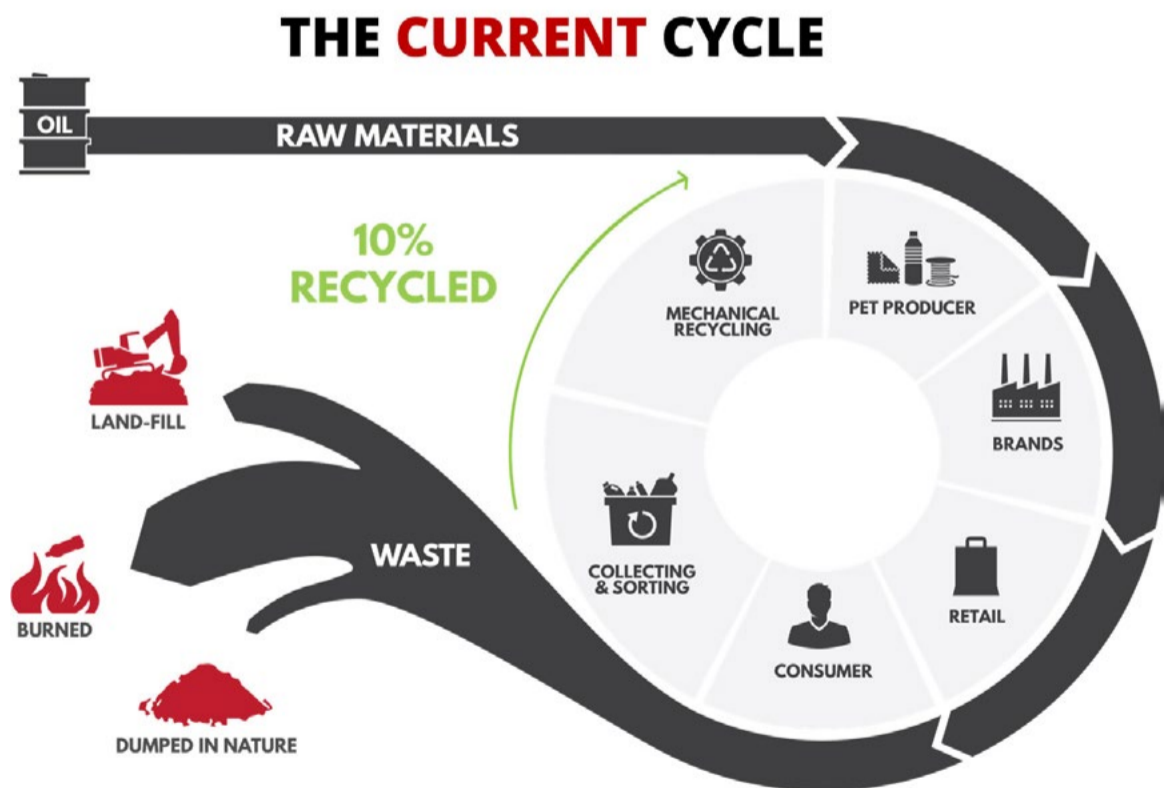 THE CURRENT CYCLE
OIL
RAW MATERIALS
10%
RECYCLED
MECHANICAL
RECYCLING
PET PRODUCER
LAND-FILL
BRANDS
WASTE
COLLECTING
& SORTING
RETAIL
BURNED
CONSUMER
DUMPED IN NATURE